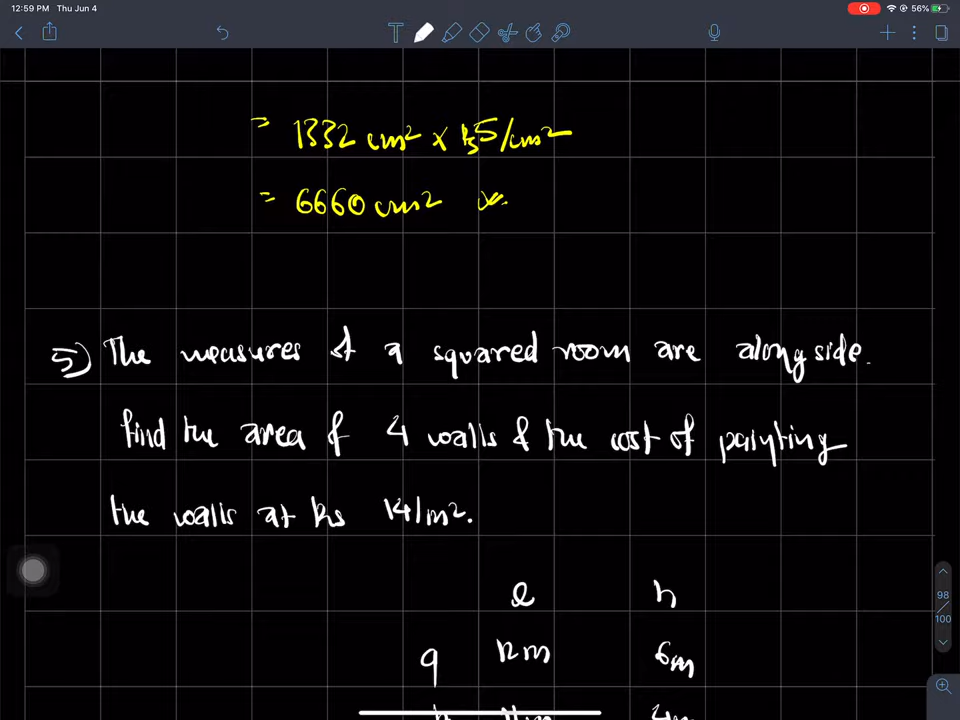 12:59 PM Thu Jun 4
56%
= 1332 cm² × Rs5/cm²
= 6660 cm²
5) The measures of a squared room are alongside.
find the area of 4 walls & the cost of painting
the walls at Rs 14/m².
l h
a 12m 6m
4m
98
/
100